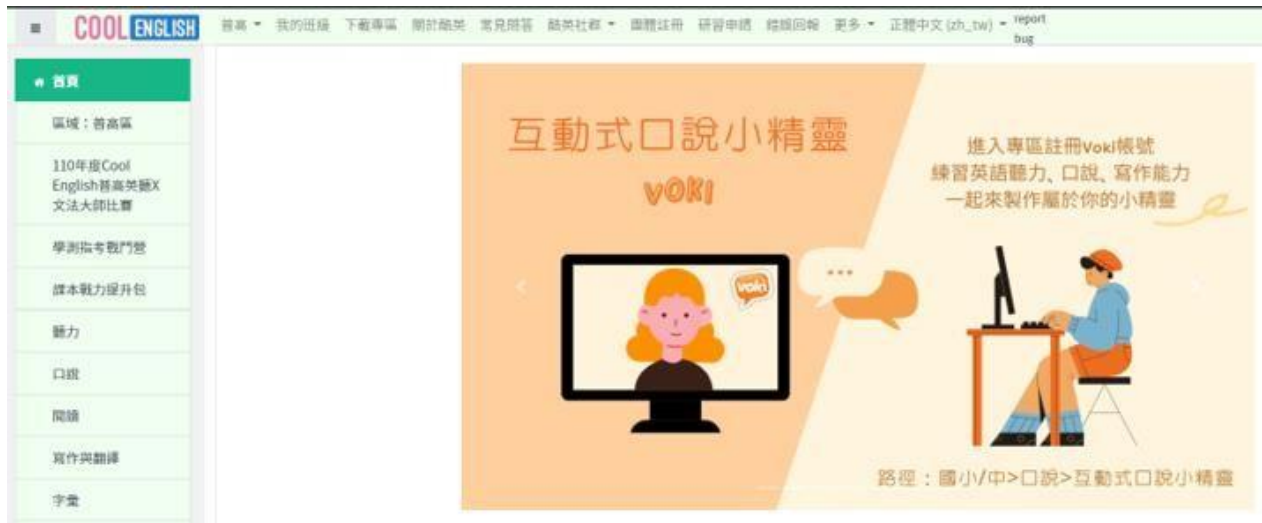 COOL ENGLISH
普高 我的班級 下載專區 關於酷英 常見問答 酷英社群 團體註冊 研習申請 錯誤回報 更多 正體中文 (zh_tw) report
bug
首頁
區域：普高區
110年度Cool
English普高英聽X
文法大師比賽
學測指考戰鬥營
課本戰力提升包
聽力
口說
閱讀
寫作與翻譯
字彙
互動式口說小精靈
VOKI
voki
進入專區註冊Voki帳號
練習英語聽力、口說、寫作能力
一起來製作屬於你的小精靈
路徑：國小/中>口說>互動式口說小精靈